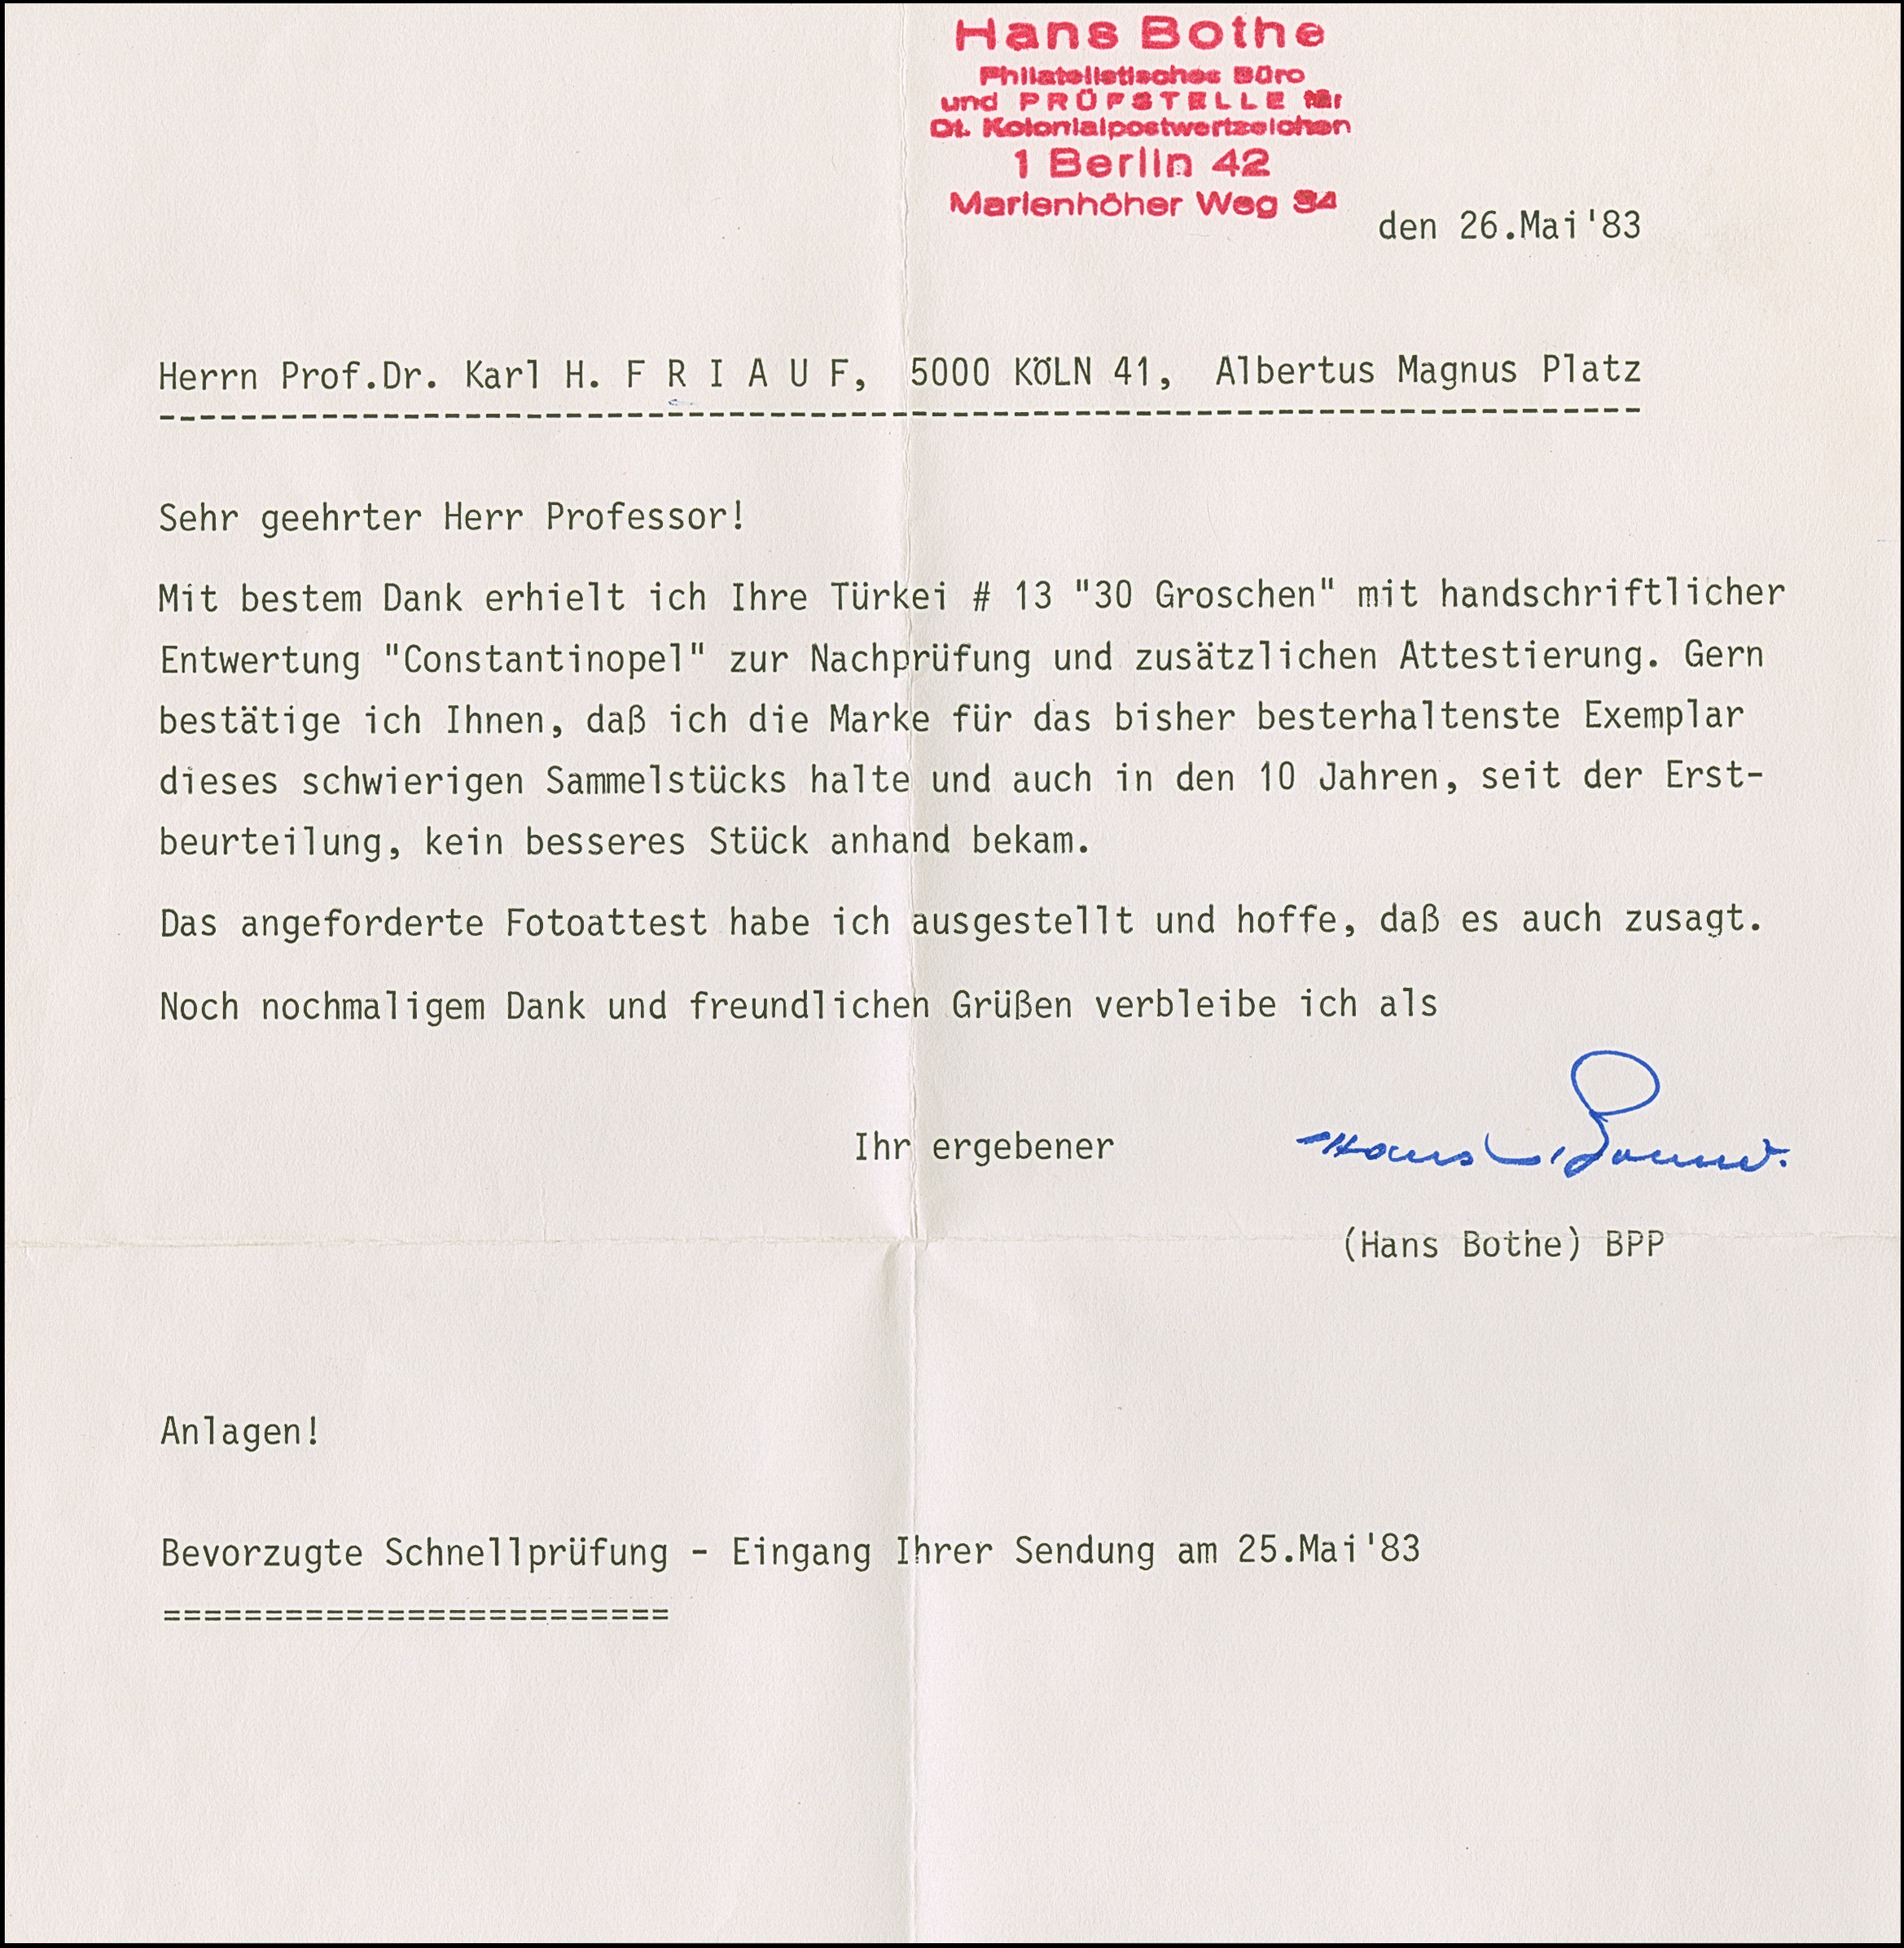 Hans Bothe
Philatelistisches Büro
und PRÜFSTELLE für
Dt. Kolonialpostwertzeichen
1 Berlin 42
Marienhöher Weg
den 26.Mai'83
Herrn Prof.Dr. Karl H. F R I A U F, 5000 KÖLN 41, Albertus Magnus Platz
Sehr geehrter Herr Professor!
Mit bestem Dank erhielt ich Ihre Türkei # 13 "30 Groschen" mit handschriftlicher
Entwertung "Constantinopel" zur Nachprüfung und zusätzlichen Attestierung. Gern
bestätige ich Ihnen, daß ich die Marke für das bisher besterhaltenste Exemplar
dieses schwierigen Sammelstücks halte und auch in den 10 Jahren, seit der Erst-
beurteilung, kein besseres Stück anhand bekam.
Das angeforderte Fotoattest habe ich ausgestellt und hoffe, daß es auch zusagt.
Noch nochmaligem Dank und freundlichen Grüßen verbleibe ich als
Ihr ergebener
(Hans Bothe) BPP
Anlagen!
Bevorzugte Schnellprüfung - Eingang Ihrer Sendung am 25.Mai'83
=========================